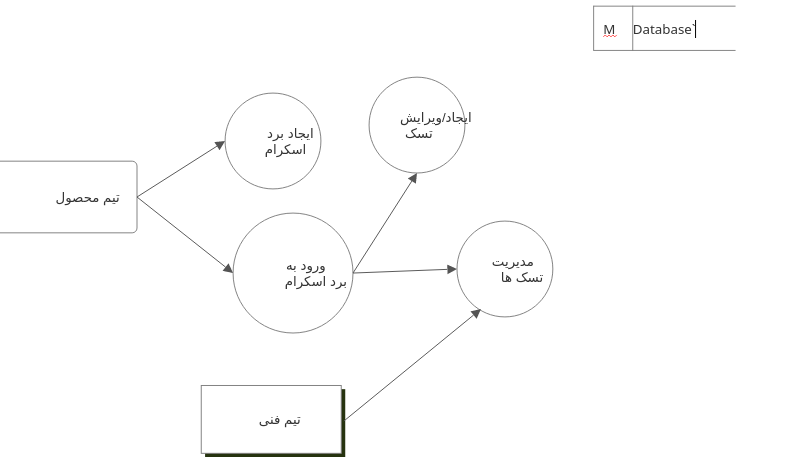 M Database`
ایجاد/ویرایش
تسک
ایجاد برد
اسکرام
تیم محصول
ورود به
برد اسکرام
مدیریت
تسک ها
تیم فنی